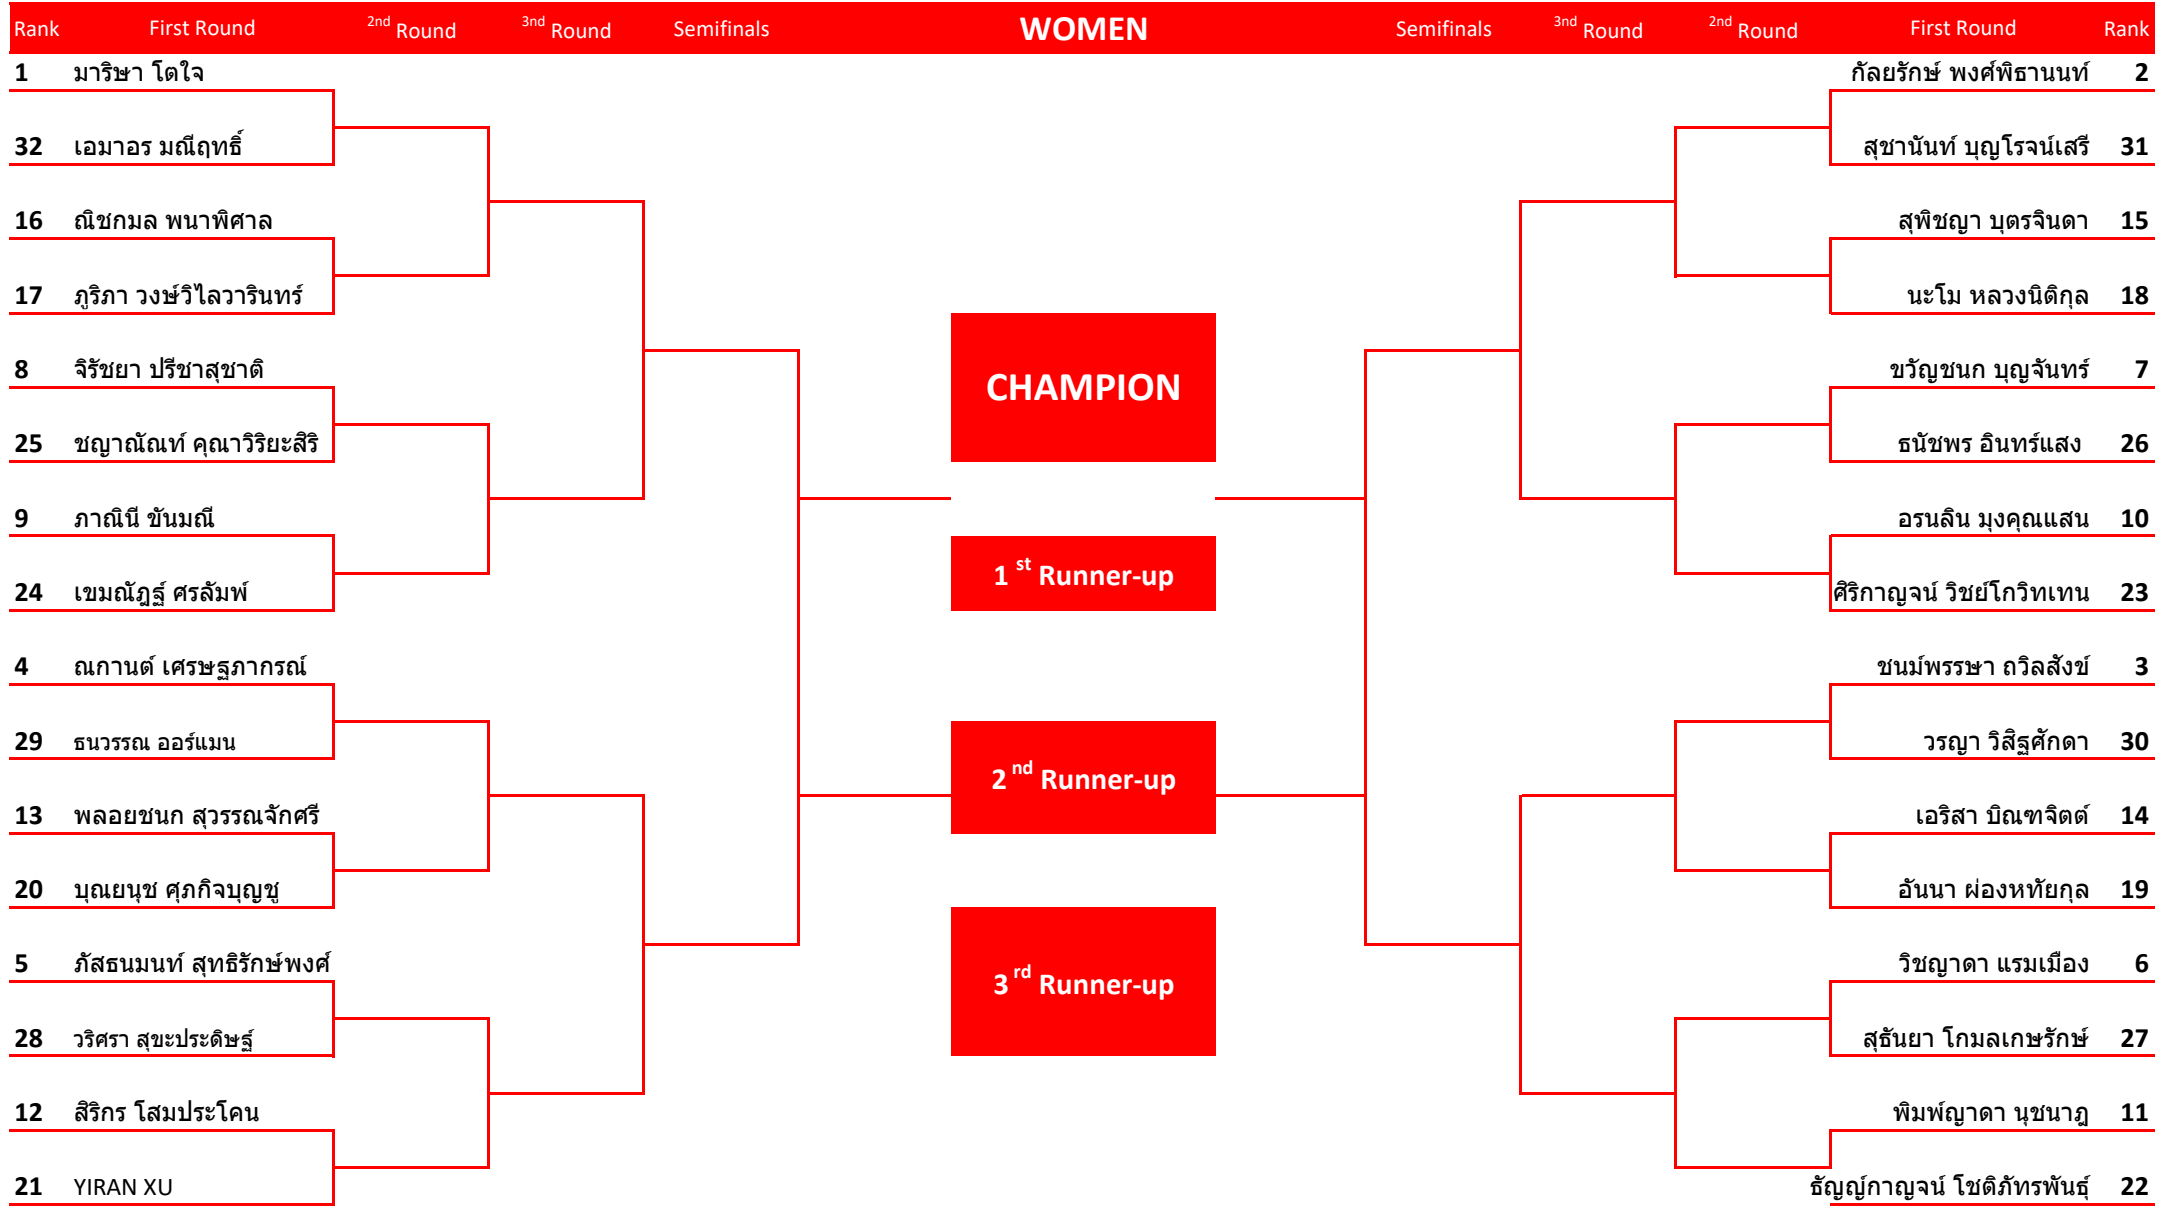 Rank First Round 2nd Round 3nd Round Semifinals WOMEN Semifinals 3nd Round 2nd Round First Round Rank
1 มาริษา โตใจ
32 เอมาอร มณีฤทธิ์
16 ณิชกมล พนาพิศาล
17 ภูริภา วงษ์วิไลวารินทร์
8 จิรัชยา ปรีชาสุชาติ
25 ชญาณัณท์ คุณาวิริยะสิริ
9 ภาณินี ขันมณี
24 เขมณัฎฐ์ ศรลัมพ์
4 ณกานต์ เศรษฐภากรณ์
29 ธนวรรณ ออร์แมน
13 พลอยชนก สุวรรณจักศรี
20 บุณยนุช ศุภกิจบุญชู
5 ภัสธนมนท์ สุทธิรักษ์พงศ์
28 วริศรา สุขะประดิษฐ์
12 สิริกร โสมประโคน
21 YIRAN XU
CHAMPION
1 st Runner-up
2 nd Runner-up
3 rd Runner-up
กัลยรักษ์ พงศ์พิธานนท์ 2
สุชานันท์ บุญโรจน์เสรี 31
สุพิชญา บุตรจินดา 15
นะโม หลวงนิติกุล 18
ขวัญชนก บุญจันทร์ 7
ธนัชพร อินทร์แสง 26
อรนลิน มุงคุณแสน 10
ศิริกาญจน์ วิชย์โกวิทเทน 23
ชนม์พรรษา ถวิลสังข์ 3
วรญา วิสิฐศักดา 30
เอริสา บิณฑจิตต์ 14
อันนา ผ่องหทัยกุล 19
วิชญาดา แรมเมือง 6
สุธันยา โกมลเกษรักษ์ 27
พิมพ์ญาดา นุชนาฎ 11
ธัญญ์กาญจน์ โชติภัทรพันธุ์ 22